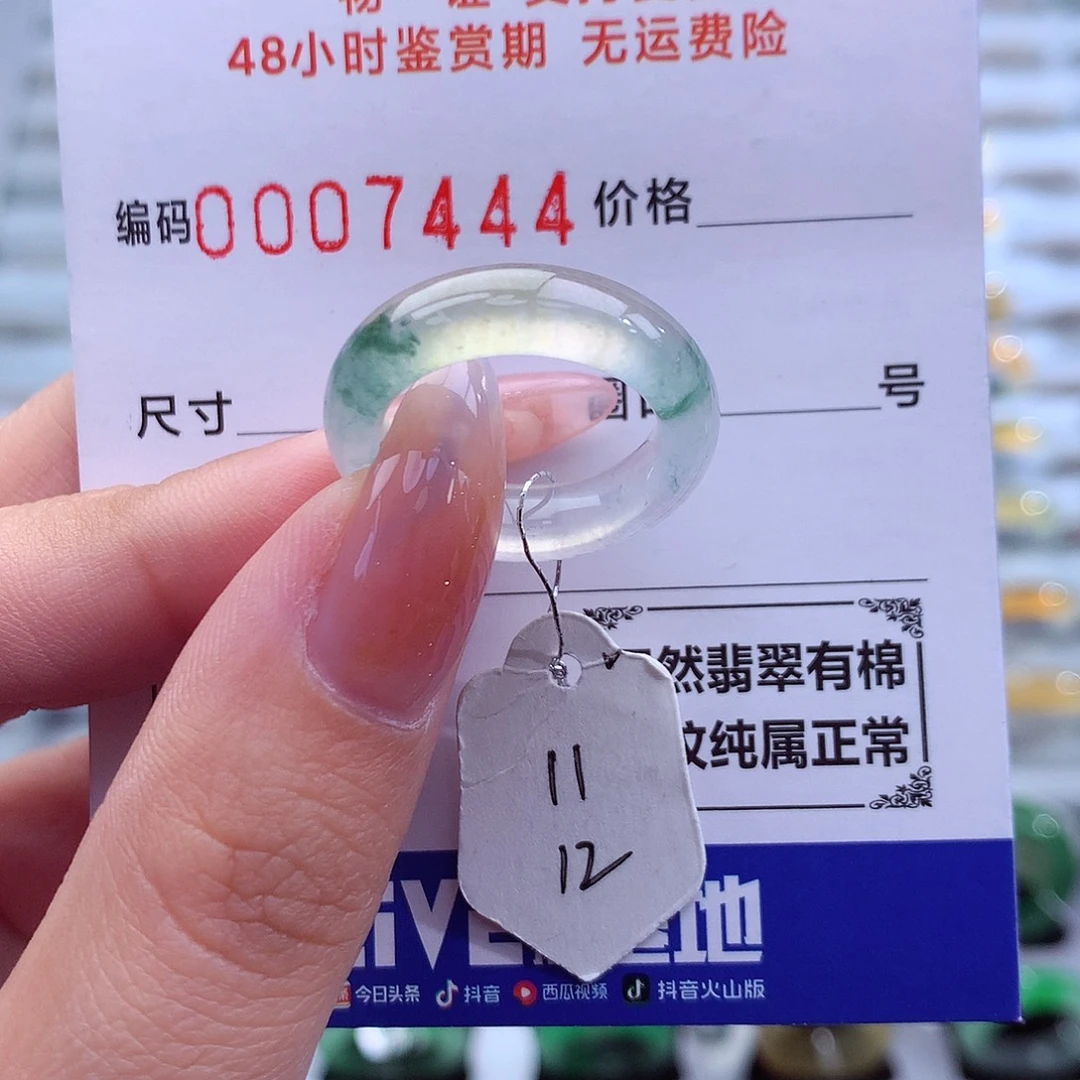 48小时鉴赏期 无运费险
编码0007444 价格
尺寸
号
然翡翠有棉
纹纯属正常
11
12
基地
今日头条 抖音 西瓜视频 抖音火山版